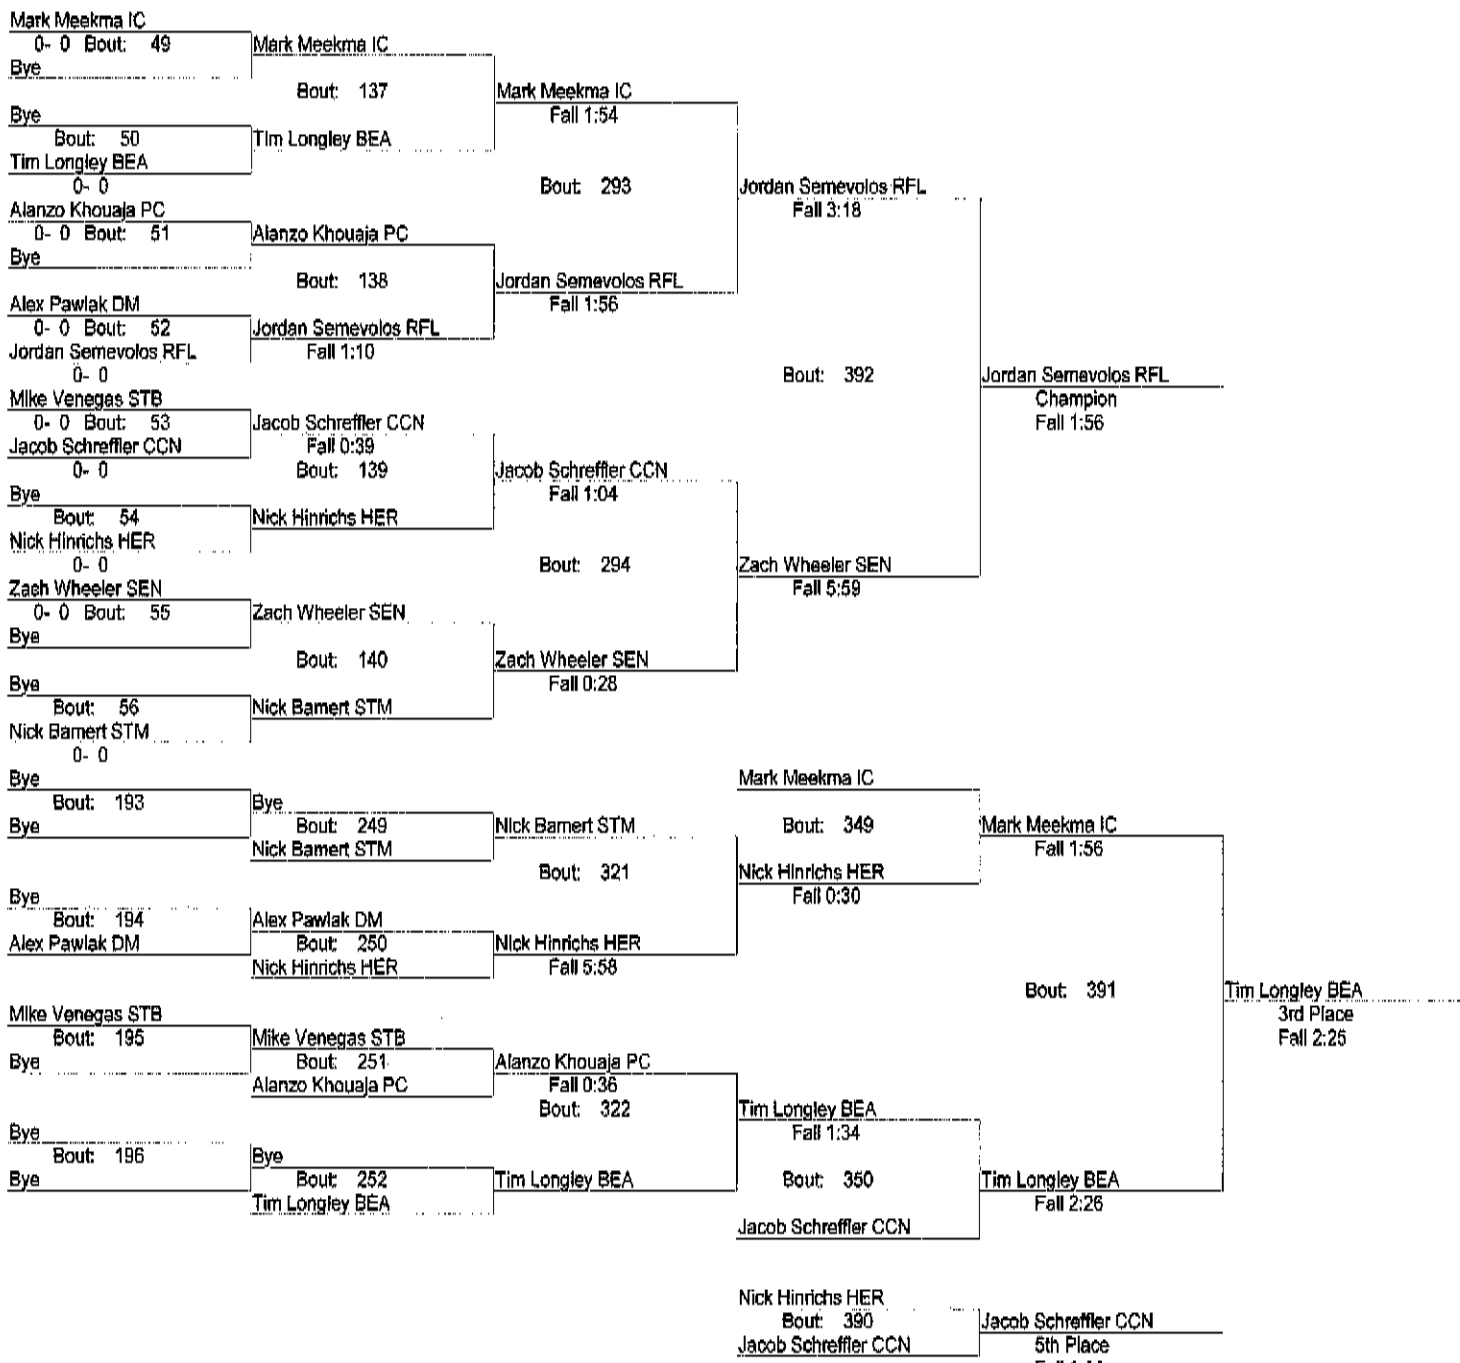 Mark Meekma IC
0- 0 Bout: 49
Bye
Mark Meekma IC
Bout: 137
Bye
Bout: 50
Tim Longley BEA
0- 0
Tim Longley BEA
Mark Meekma IC
Fall 1:54
Bout: 293
Alanzo Khouaja PC
0- 0 Bout: 51
Bye
Alanzo Khouaja PC
Bout: 138
Alex Pawlak DM
0- 0 Bout: 52
Jordan Semevolos RFL
0- 0
Jordan Semevolos RFL
Fall 1:10
Jordan Semevolos RFL
Fall 1:56
Jordan Semevolos RFL
Fall 3:18
Bout: 392
Jordan Semevolos RFL
Champion
Fall 1:56
Mike Venegas STB
0- 0 Bout: 53
Jacob Schreffler CCN
0- 0
Jacob Schreffler CCN
Fall 0:39
Bout: 139
Bye
Bout: 54
Nick Hinrichs HER
0- 0
Nick Hinrichs HER
Jacob Schreffler CCN
Fall 1:04
Bout: 294
Zach Wheeler SEN
Fall 5:59
Zach Wheeler SEN
0- 0 Bout: 55
Bye
Zach Wheeler SEN
Bout: 140
Bye
Bout: 56
Nick Bamert STM
0- 0
Nick Bamert STM
Zach Wheeler SEN
Fall 0:28
Bye
Bout: 193
Bye
Bye
Bout: 249
Nick Bamert STM
Nick Bamert STM
Bout: 321
Bye
Bout: 194
Alex Pawlak DM
Alex Pawlak DM
Bout: 250
Nick Hinrichs HER
Nick Hinrichs HER
Fall 5:58
Mark Meekma IC
Bout: 349
Nick Hinrichs HER
Fall 0:30
Mark Meekma IC
Fall 1:56
Bout: 391
Tim Longley BEA
3rd Place
Fall 2:25
Mike Venegas STB
Bout: 195
Bye
Mike Venegas STB
Bout: 251
Alanzo Khouaja PC
Alanzo Khouaja PC
Fall 0:36
Bout: 322
Bye
Bout: 196
Bye
Bye
Bout: 252
Tim Longley BEA
Tim Longley BEA
Tim Longley BEA
Fall 1:34
Bout: 350
Jacob Schreffler CCN
Tim Longley BEA
Fall 2:26
Nick Hinrichs HER
Bout: 390
Jacob Schreffler CCN
Jacob Schreffler CCN
5th Place